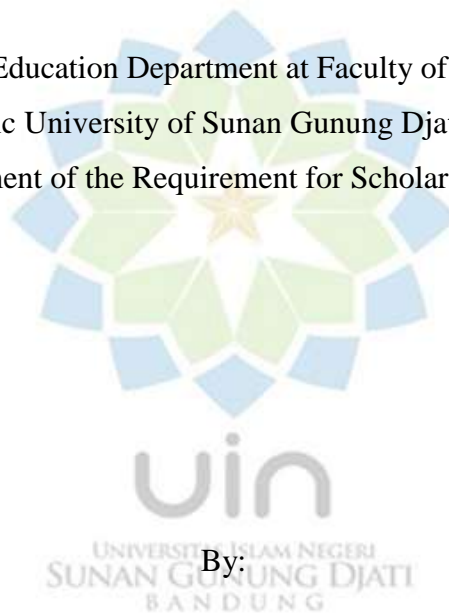 Education Department at Faculty of
ic University of Sunan Gunung Djat
nent of the Requirement for Scholar
uin
UNIVERSITAS ISLAM NEGERI
By:
SUNAN GUNUNG DJATI
BANDUNG